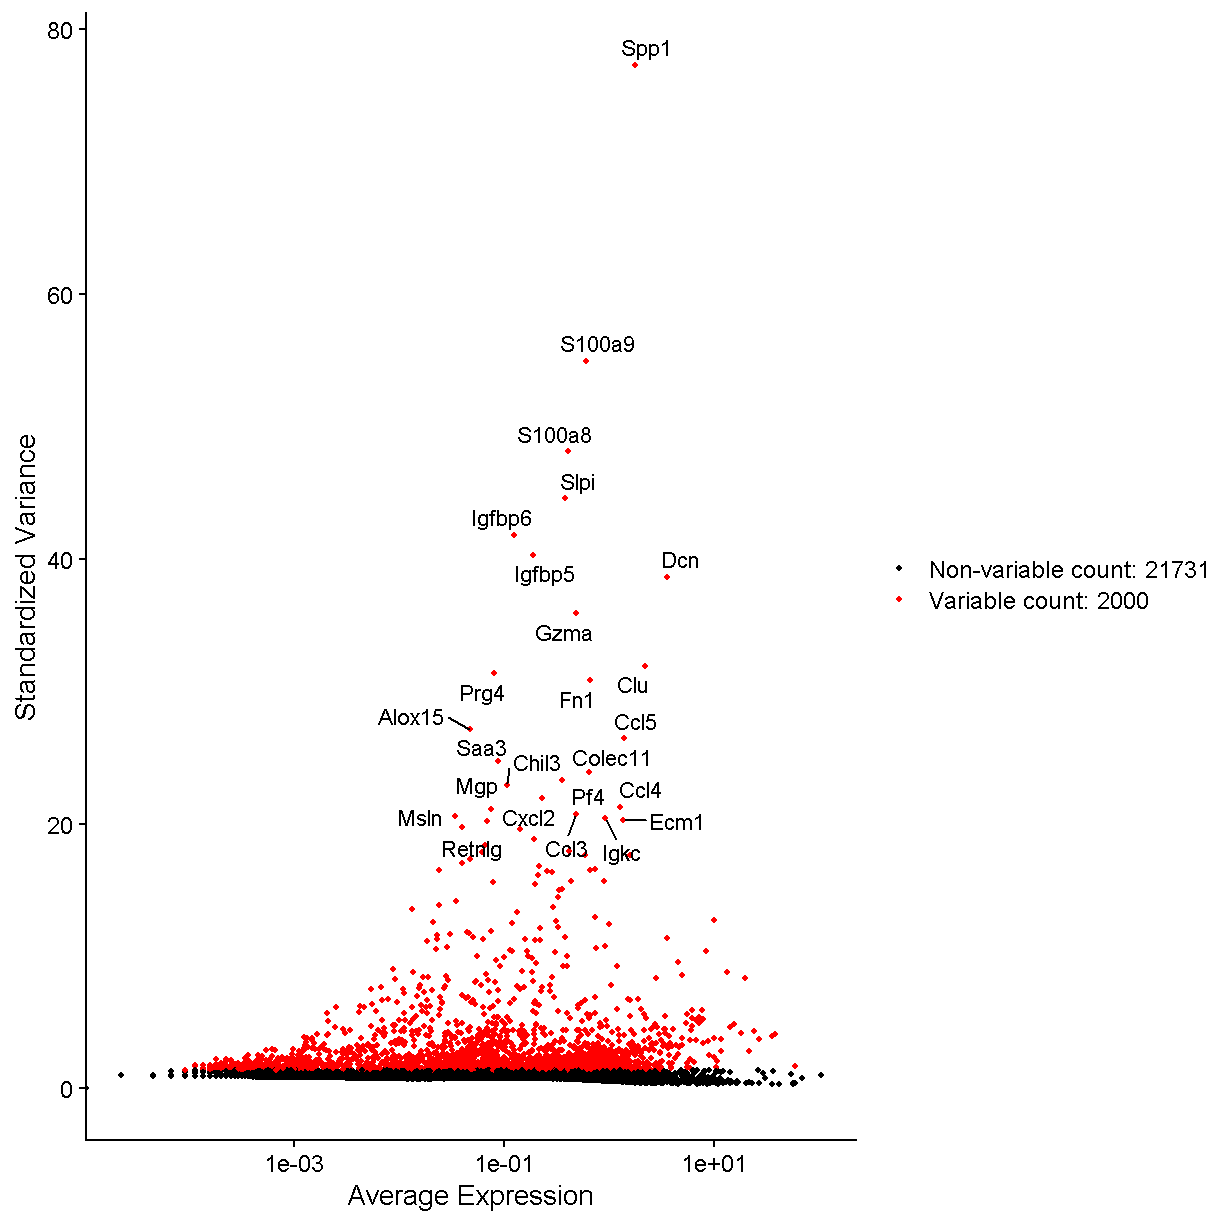 80
Spp1
60
S100a9
S100a8
Slpi
Igfbp6
40
Igfbp5
Dcn
Gzma
Prg4
Fn1
Clu
Alox15
Ccl5
Saa3
Chil3
Colec11
Mgp
Pf4
Ccl4
Msln
Cxcl2
Ecm1
20
Retnlg
Ccl3
Igkc
0
Standardized Variance
1e-03
1e-01
1e+01
Average Expression
Non-variable count: 21731
Variable count: 2000